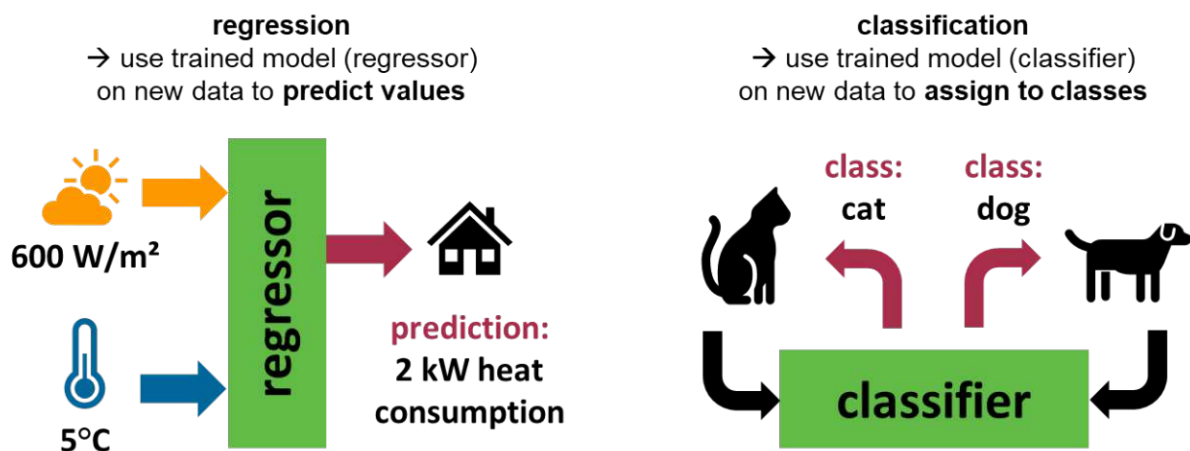 regression
→ use trained model (regressor)
on new data to predict values
600 W/m²
5°C
regressor
prediction:
2 kW heat
consumption
classification
→ use trained model (classifier)
on new data to assign to classes
class:
cat
class:
dog
classifier